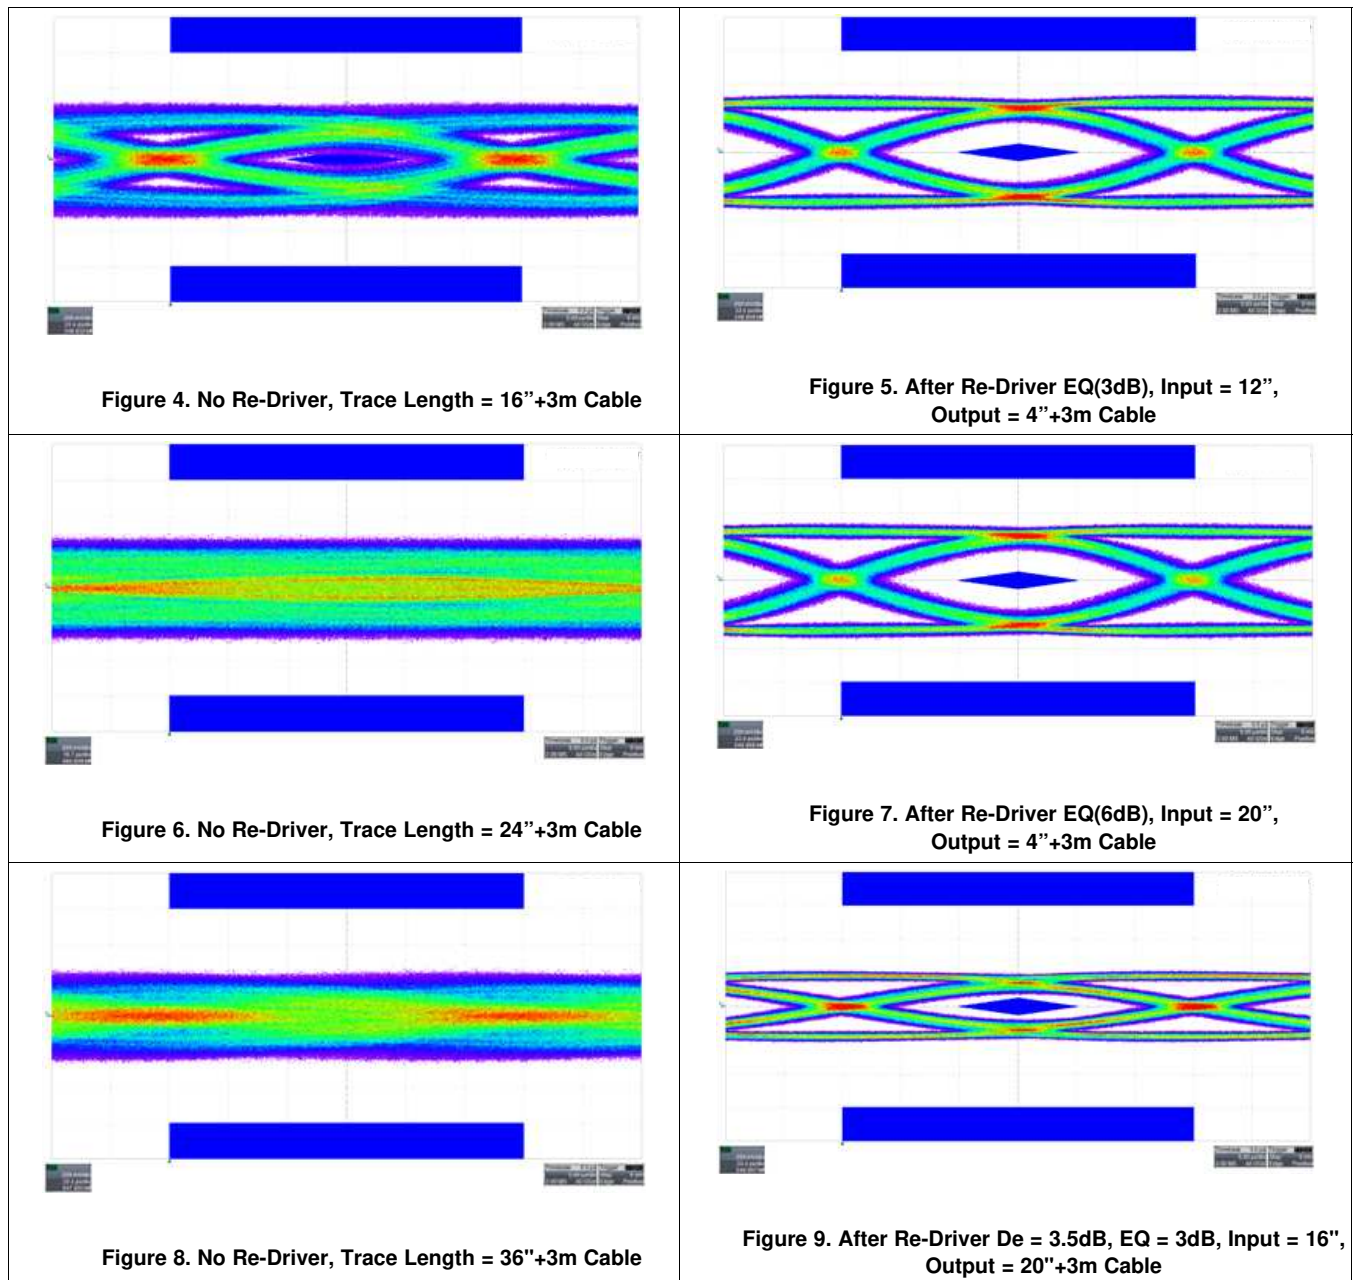 Figure 4. No Re-Driver, Trace Length = 16”+3m Cable
Figure 5. After Re-Driver EQ(3dB), Input = 12”,
Output = 4”+3m Cable
Figure 6. No Re-Driver, Trace Length = 24”+3m Cable
Figure 7. After Re-Driver EQ(6dB), Input = 20”,
Output = 4”+3m Cable
Figure 8. No Re-Driver, Trace Length = 36"+3m Cable
Figure 9. After Re-Driver De = 3.5dB, EQ = 3dB, Input = 16",
Output = 20"+3m Cable